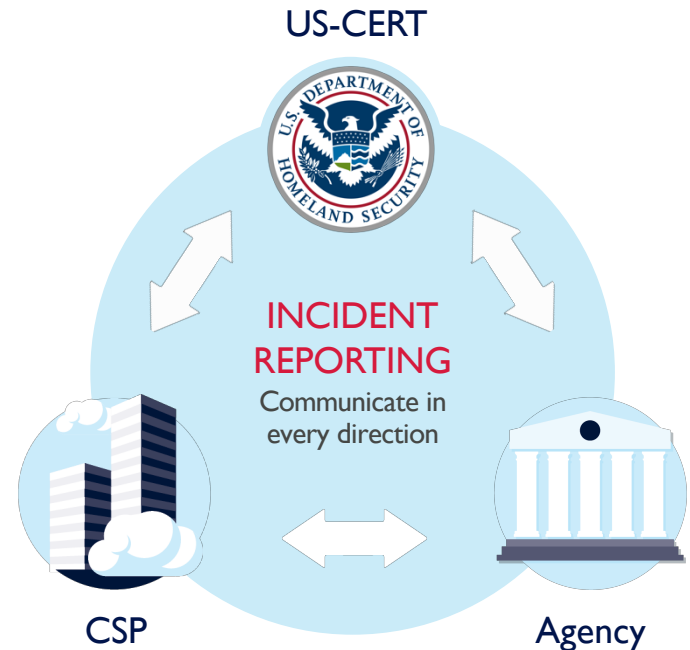 US-CERT
U.S. DEPARTMENT OF
HOMELAND SECURITY
INCIDENT
REPORTING
Communicate in
every direction
CSP
Agency